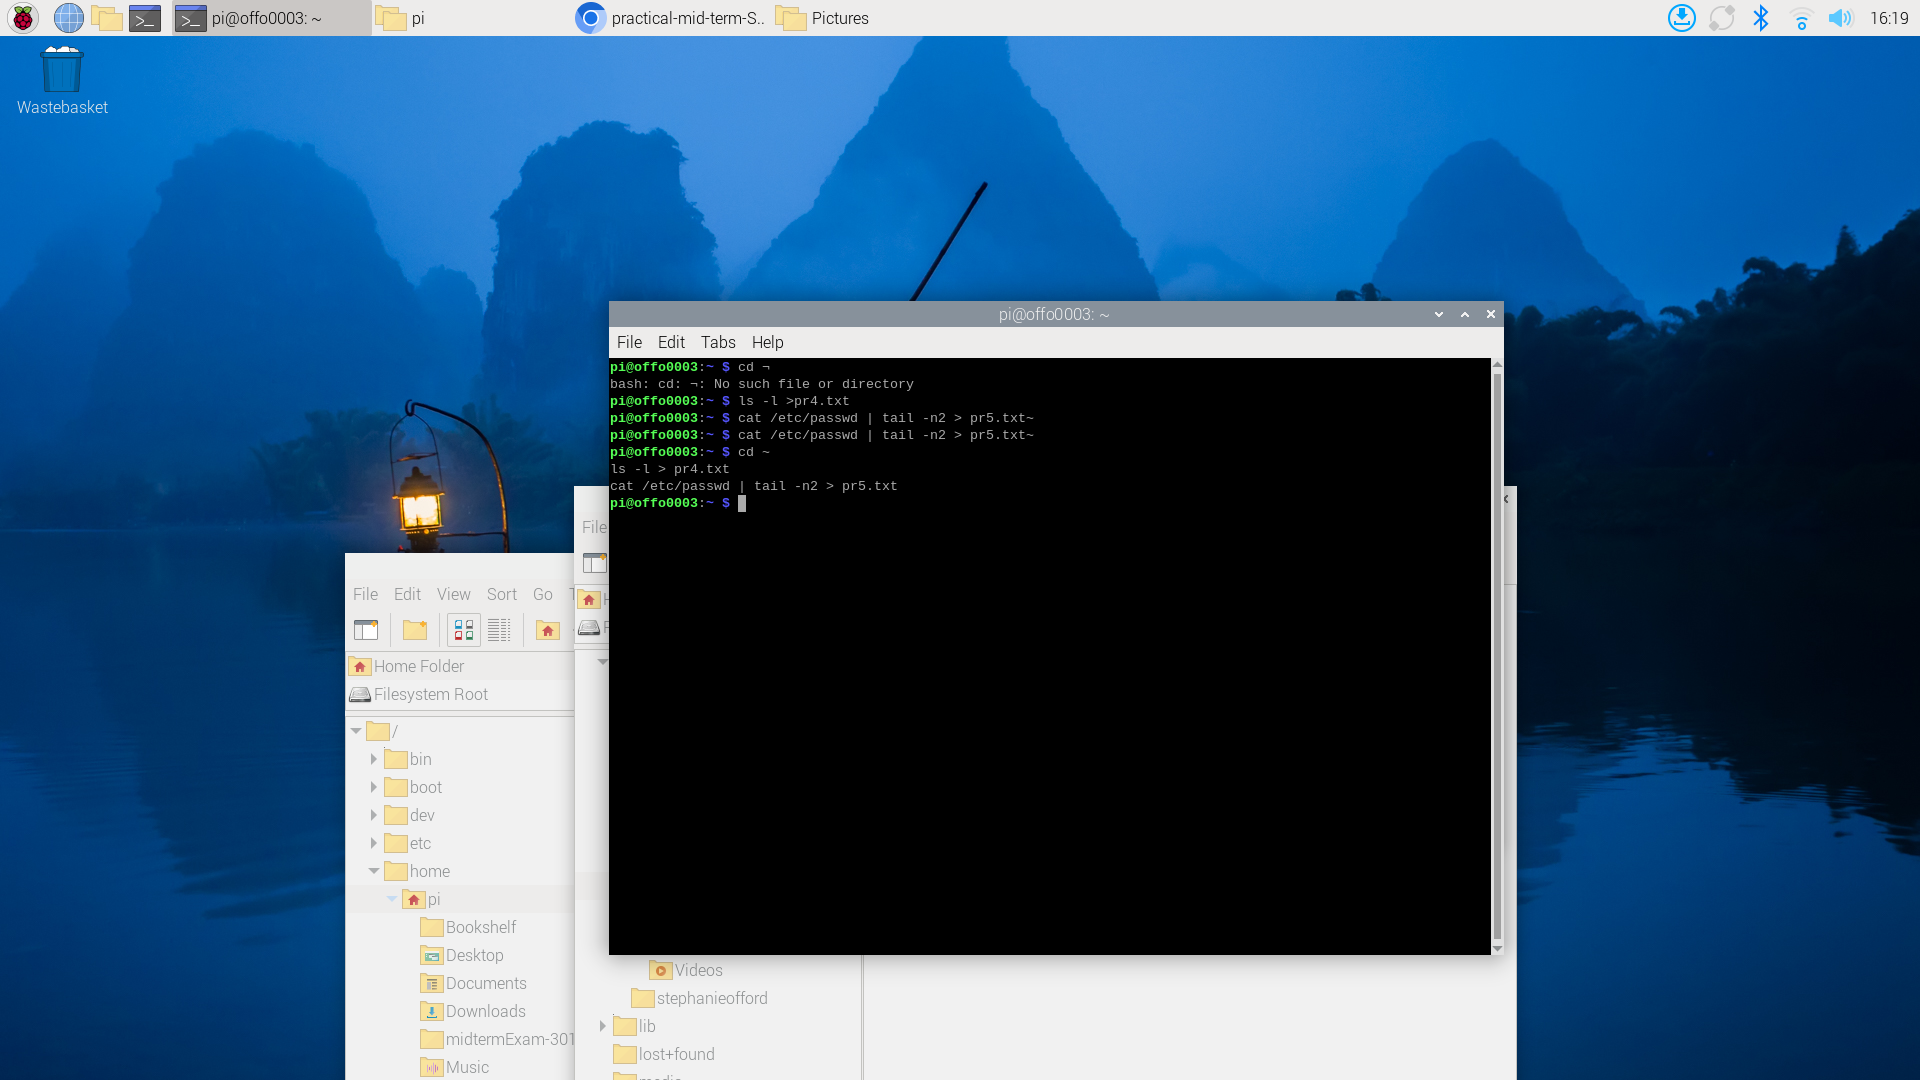 pi@offo0003: ~
pi
practical-mid-term-S..
Pictures
16:19
Wastebasket
pi@offo0003: ~
File Edit Tabs Help
pi@offo0003:~ $ cd ¬
bash: cd: ¬: No such file or directory
pi@offo0003:~ $ ls -l >pr4.txt
pi@offo0003:~ $ cat /etc/passwd | tail -n2 > pr5.txt~
pi@offo0003:~ $ cat /etc/passwd | tail -n2 > pr5.txt~
pi@offo0003:~ $ cd ~
ls -l > pr4.txt
cat /etc/passwd | tail -n2 > pr5.txt
pi@offo0003:~ $
File
File Edit View Sort Go
Home Folder
Filesystem Root
/
bin
boot
dev
etc
home
pi
Bookshelf
Desktop
Documents
Downloads
midtermExam-301
Music
Videos
stephanieofford
lib
lost+found